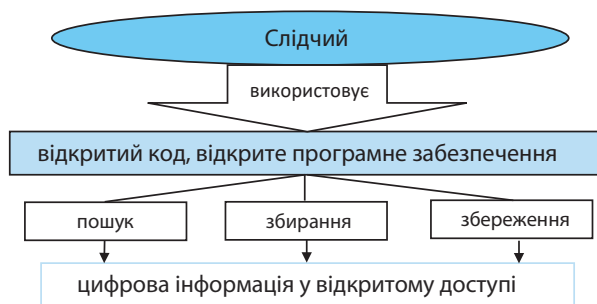 Слідчий
використовує
відкритий код, відкрите програмне забезпечення
пошук
збирання
збереження
цифрова інформація у відкритому доступі